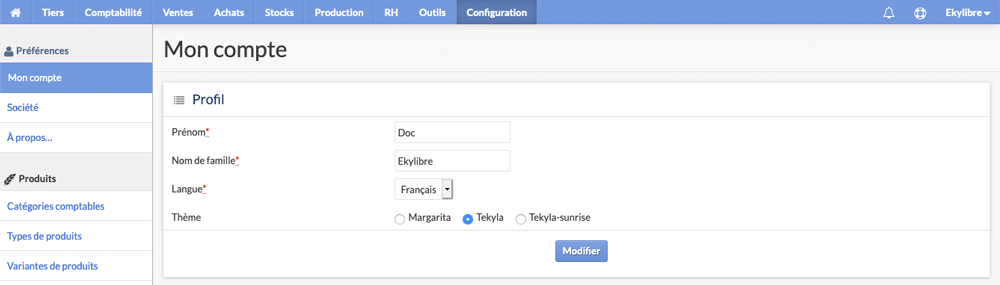 Tiers Comptabilité Ventes Achats Stocks Production RH Outils Configuration Ekylibre
Préférences
Mon compte
Société
À propos...
Produits
Catégories comptables
Types de produits
Variantes de produits
Mon compte
Profil
Prénom* Doc
Nom de famille* Ekylibre
Langue* Français
Thème Margarita Tekyla Tekyla-sunrise
Modifier